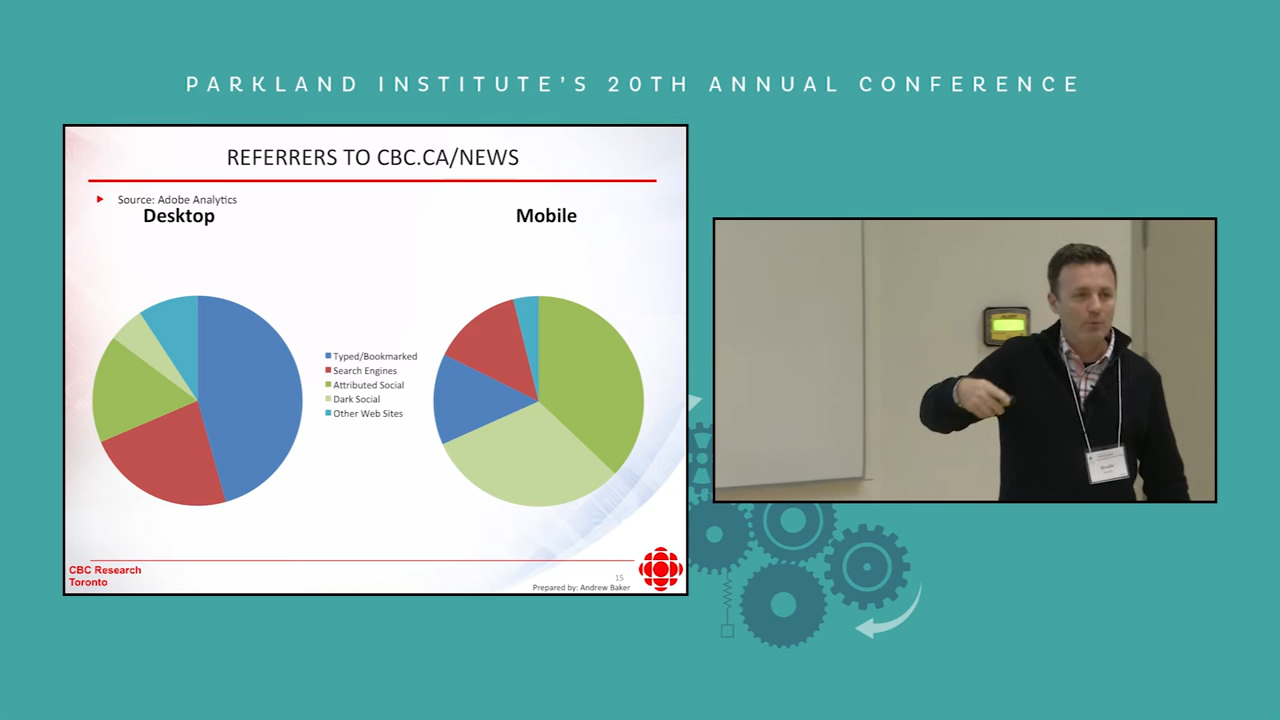 PARKLAND INSTITUTE'S 20TH ANNUAL CONFERENCE
REFERRERS TO CBC.CA/NEWS
Source: Adobe Analytics
Desktop
Mobile
Typed/Bookmarked
Search Engines
Attributed Social
Dark Social
Other Web Sites
CBC Research
Toronto
15
Prepared by: Andrew Baker